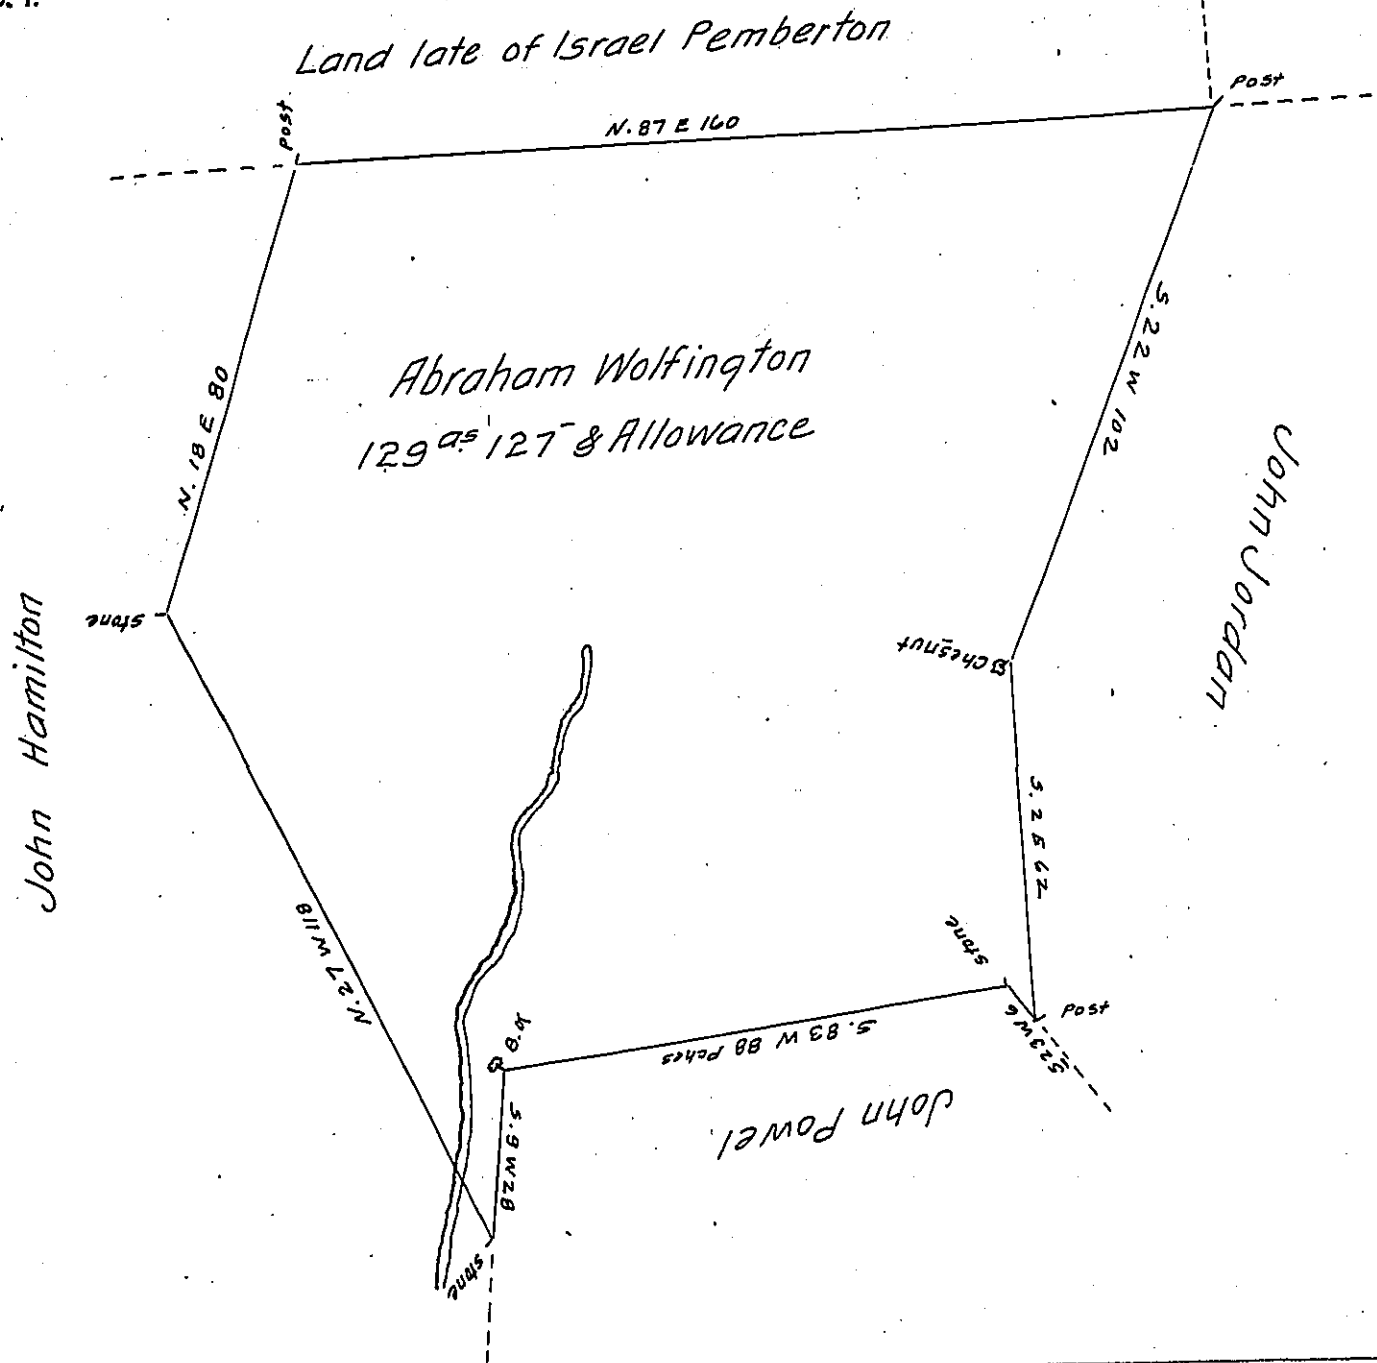 Land late of Israel Pemberton
Post
Post
N. 87 E 160
N. 18 E 80
S. 22 W 102
Abraham Wolfington
129 as 127 - & Allowance
John Jordan
John Hamilton
stone
Chesnut
S. 2 E 62
N. 27 W 118
stone
Post
S 23 W 6
B.O
S. 83 W 88 Pches
S. 9 W 28
John Powel
stone